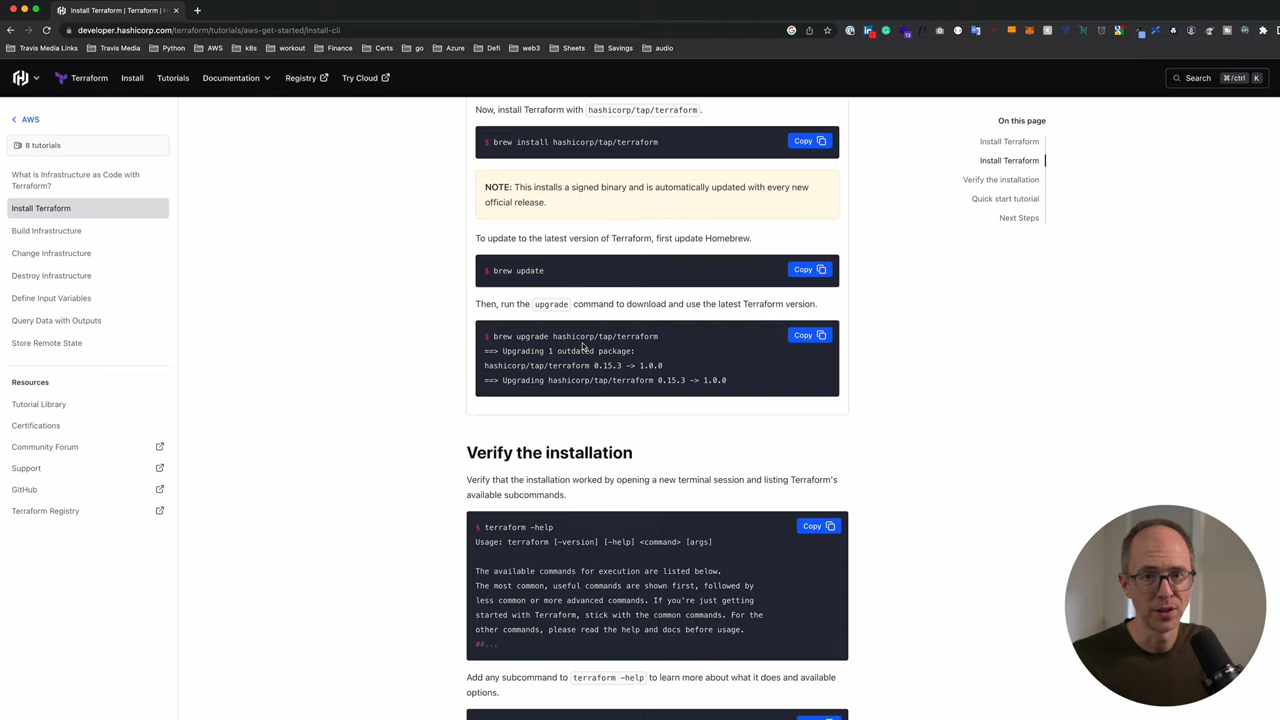 Install Terraform | Terraform | H
developer.hashicorp.com/terraform/tutorials/aws-get-started/install-cli
Travis Media Links
Travis Media
Python
AWS
k8s
workout
Finance
Certs
go
Azure
Defi
web3
Sheets
Savings
audio
Terraform
Install
Tutorials
Documentation
Registry
Try Cloud
Search
⌘/ctrl
K
AWS
8 tutorials
What is Infrastructure as Code with
Terraform?
Install Terraform
Build Infrastructure
Change Infrastructure
Destroy Infrastructure
Define Input Variables
Query Data with Outputs
Store Remote State
Resources
Tutorial Library
Certifications
Community Forum
Support
GitHub
Terraform Registry
Now, install Terraform with hashicorp/tap/terraform.
$ brew install hashicorp/tap/terraform
Copy
NOTE: This installs a signed binary and is automatically updated with every new
official release.
To update to the latest version of Terraform, first update Homebrew.
$ brew update
Copy
Then, run the upgrade command to download and use the latest Terraform version.
$ brew upgrade hashicorp/tap/terraform
Copy
==> Upgrading 1 outdated package:
hashicorp/tap/terraform 0.15.3 -> 1.0.0
==> Upgrading hashicorp/tap/terraform 0.15.3 -> 1.0.0
Verify the installation
Verify that the installation worked by opening a new terminal session and listing Terraform's
available subcommands.
$ terraform -help
Copy
Usage: terraform [-version] [-help] <command> [args]
The available commands for execution are listed below.
The most common, useful commands are shown first, followed by
less common or more advanced commands. If you're just getting
started with Terraform, stick with the common commands. For the
other commands, please read the help and docs before usage.
##...
Add any subcommand to terraform -help to learn more about what it does and available
options.
On this page
Install Terraform
Install Terraform
Verify the installation
Quick start tutorial
Next Steps